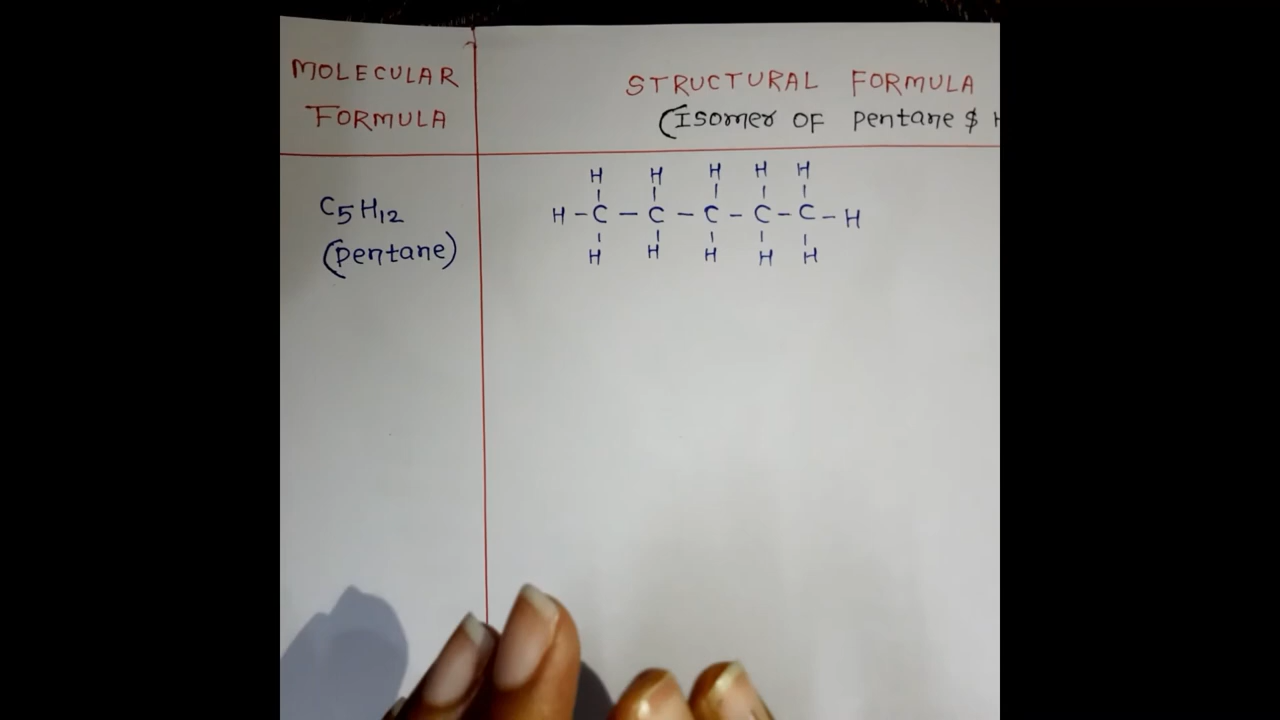 MOLECULAR
FORMULA
STRUCTURAL FORMULA
(Isomer OF pentane $ H
C5H12
(pentane)
H H H H H
H-C-C-C-C-C-H
H H H H H